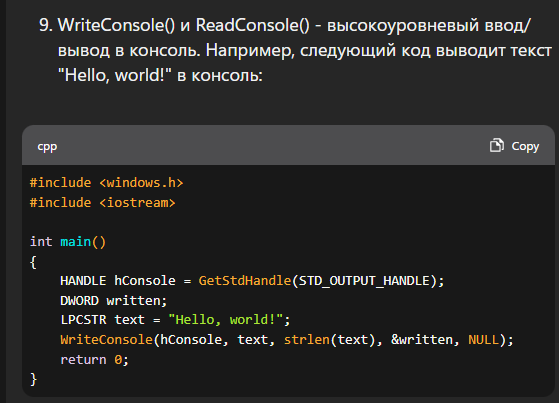 9. WriteConsole() и ReadConsole() - высокоуровневый ввод/
вывод в консоль. Например, следующий код выводит текст
"Hello, world!" в консоль:
cpp
Copy
#include <windows.h>
#include <iostream>
int main()
{
HANDLE hConsole = GetStdHandle(STD_OUTPUT_HANDLE);
DWORD written;
LPCSTR text = "Hello, world!";
WriteConsole(hConsole, text, strlen(text), &written, NULL);
return 0;
}